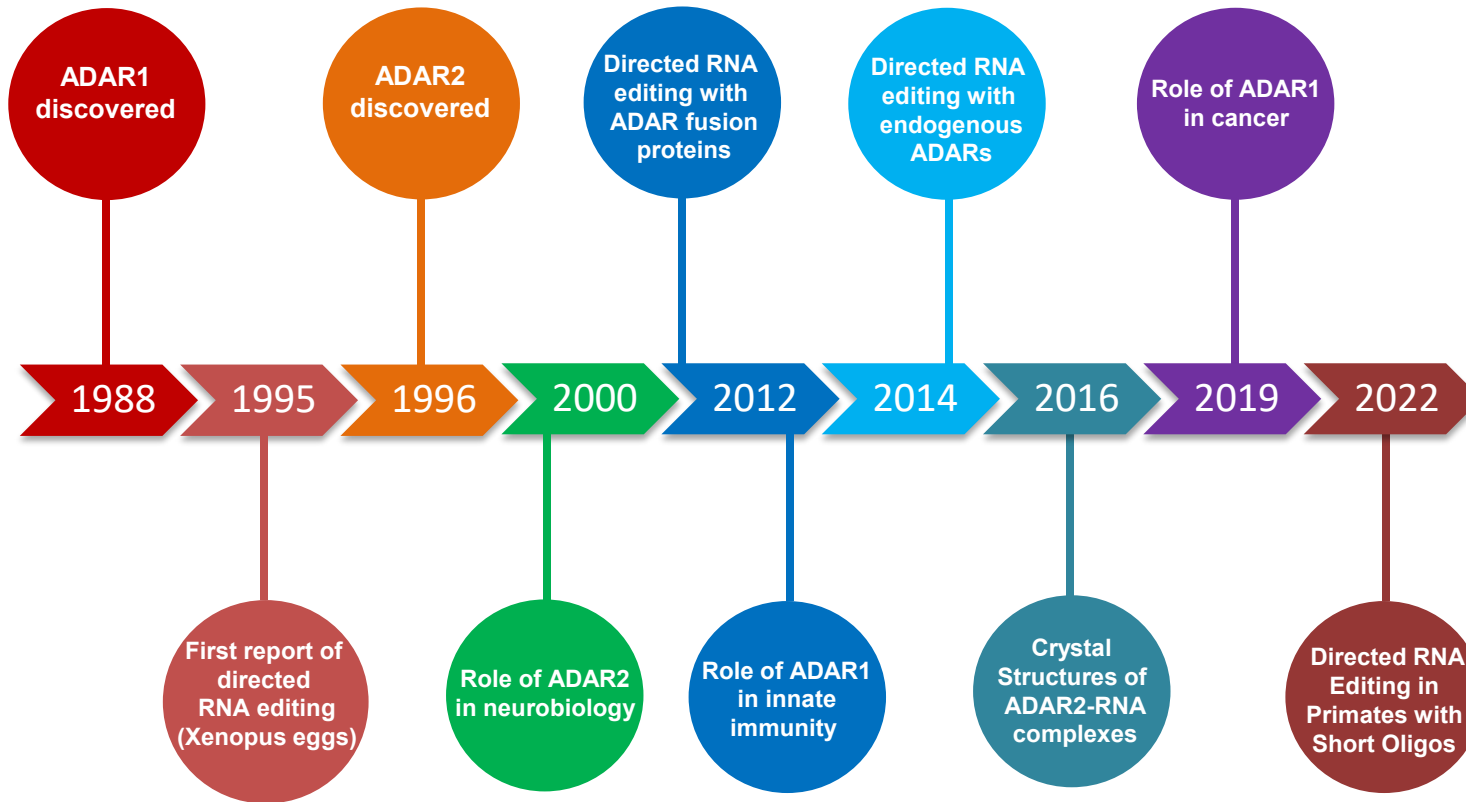 ADAR1
discovered
ADAR2
discovered
Directed RNA
editing with
ADAR fusion
proteins
Directed RNA
editing with
endogenous
ADARs
Role of ADAR1
in cancer
1988
1995
1996
2000
2012
2014
2016
2019
2022
First report of
directed
RNA editing
(Xenopus eggs)
Role of ADAR2
in neurobiology
Role of ADAR1
in innate
immunity
Crystal
Structures of
ADAR2-RNA
complexes
Directed RNA
Editing in
Primates with
Short Oligos